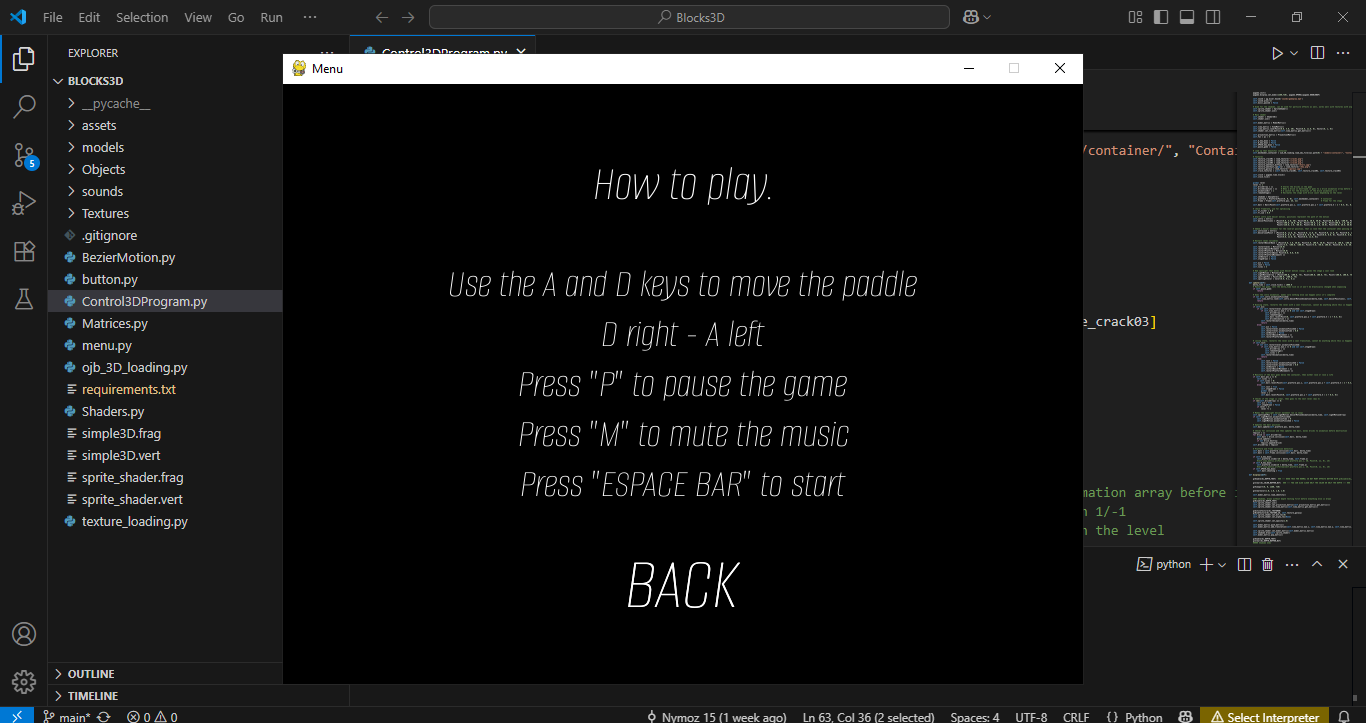 File Edit Selection View Go Run ··· Blocks3D
EXPLORER
BLOCKS3D
__pycache__
assets
models
Objects
sounds
Textures
.gitignore
BezierMotion.py
button.py
Control3DProgram.py
Matrices.py
menu.py
ojb_3D_loading.py
requirements.txt
Shaders.py
simple3D.frag
simple3D.vert
sprite_shader.frag
sprite_shader.vert
texture_loading.py
OUTLINE
TIMELINE
5
Control3DProgram.py
Menu
How to play.
Use the A and D keys to move the paddle
D right - A left
Press "P" to pause the game
Press "M" to mute the music
Press "ESPACE BAR" to start
BACK
/container/", "Conta
e_crack03]
mation array before
n 1/-1
n the level
python
main* 0 0 Nymoz 15 (1 week ago) Ln 63, Col 36 (2 selected) Spaces: 4 UTF-8 CRLF {} Python Select Interpreter